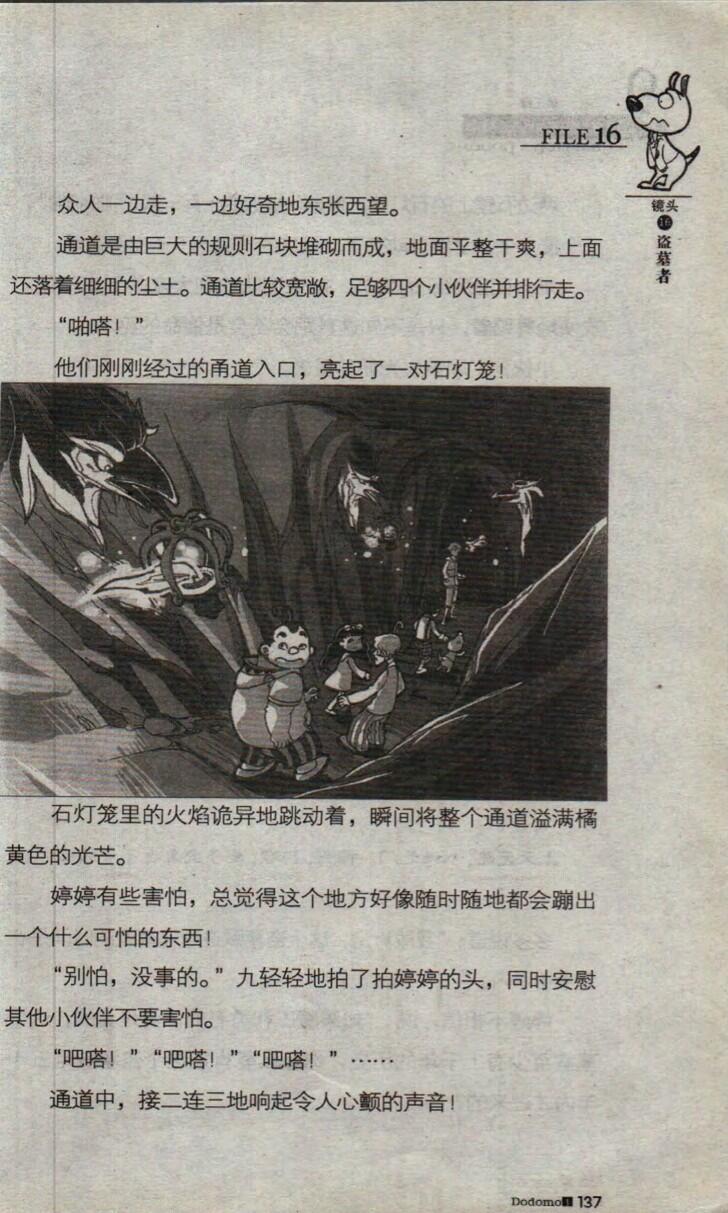 FILE 16
镜头
16
盗墓者
众人一边走，一边好奇地东张西望。
通道是由巨大的规则石块堆砌而成，地面平整干爽，上面
还落着细细的尘土。通道比较宽敞，足够四个小伙伴并排行走。
“啪嗒！”
他们刚刚经过的甬道入口，亮起了一对石灯笼！
石灯笼里的火焰诡异地跳动着，瞬间将整个通道溢满橘
黄色的光芒。
婷婷有些害怕，总觉得这个地方好像随时随地都会蹦出
一个什么可怕的东西！
“别怕，没事的。”九轻轻地拍了拍婷婷的头，同时安慰
其他小伙伴不要害怕。
“吧嗒！”“吧嗒！”“吧嗒！”……
通道中，接二连三地响起令人心颤的声音！
Dodomo 1 137